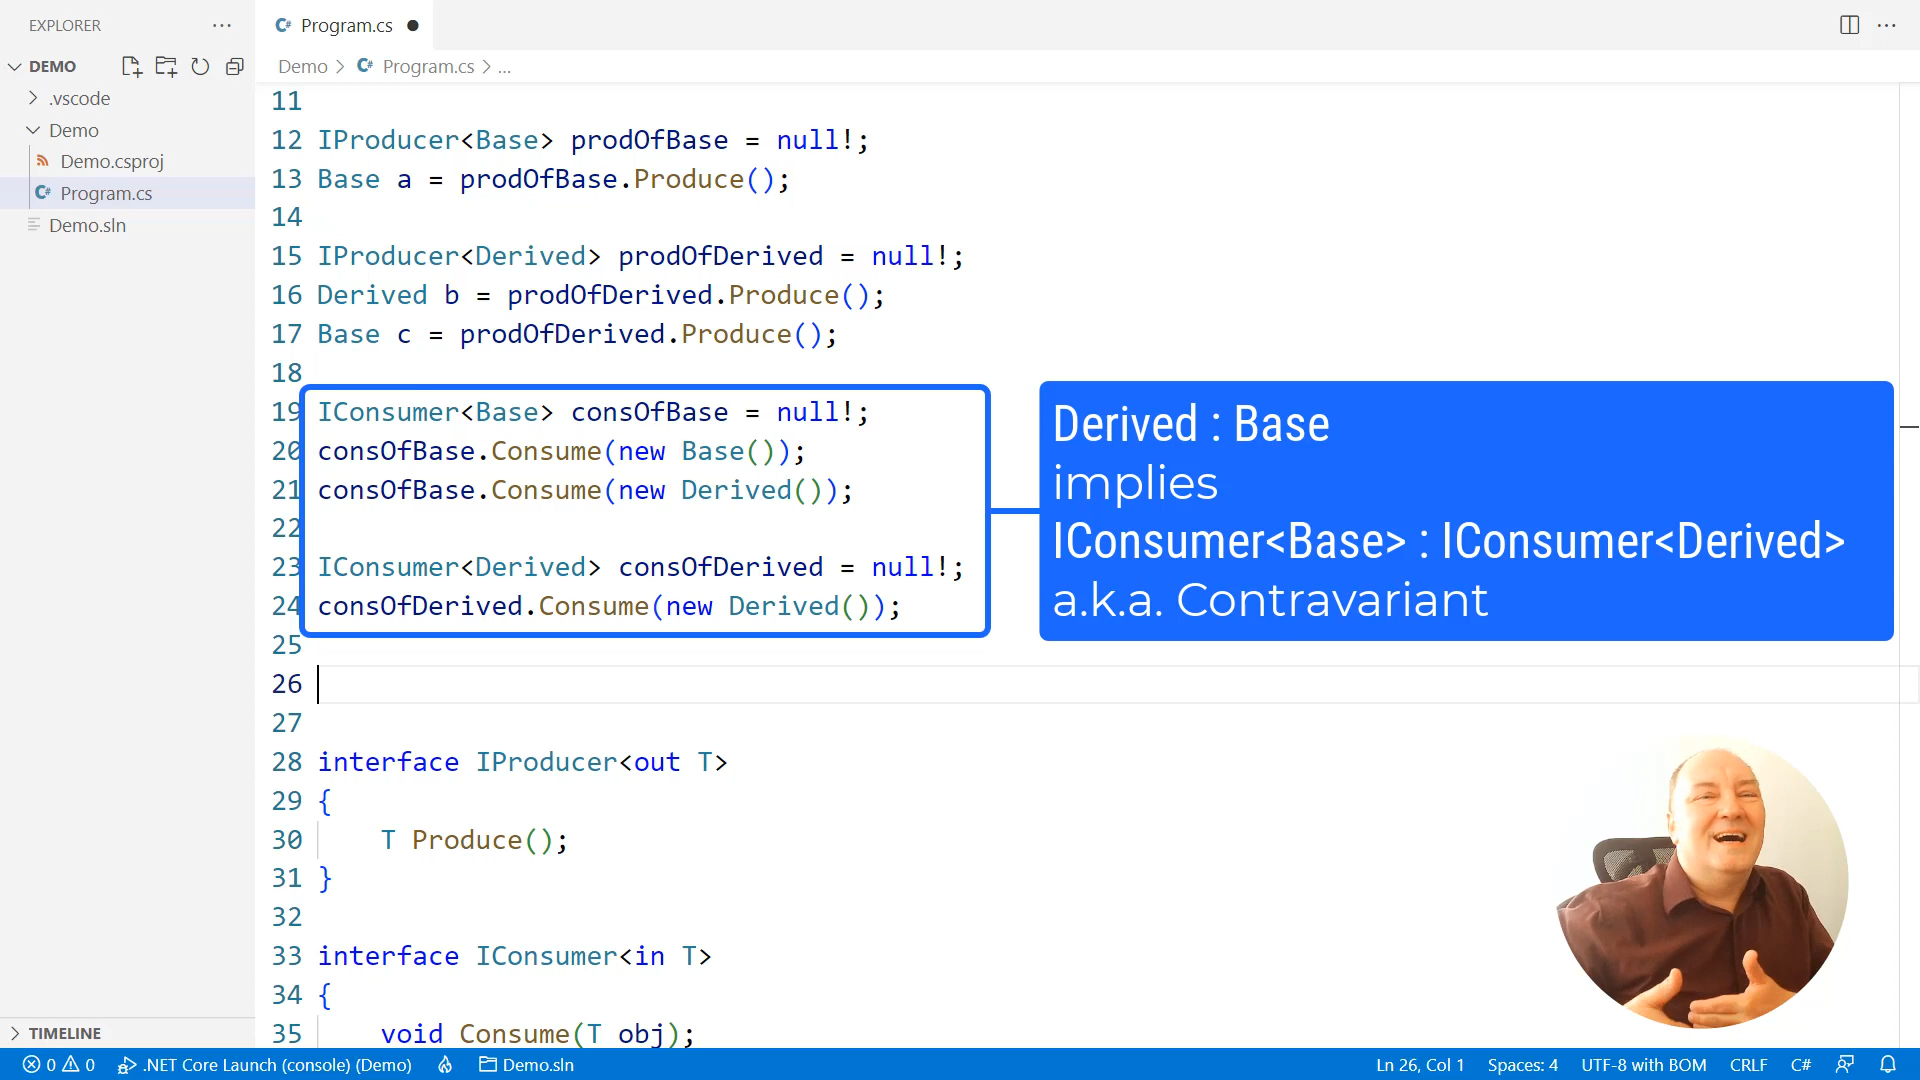 EXPLORER
Program.cs
DEMO
Demo > Program.cs > ...
.vscode
Demo
Demo.csproj
Program.cs
Demo.sln
11
12 IProducer<Base> prodOfBase = null!;
13 Base a = prodOfBase.Produce();
14
15 IProducer<Derived> prodOfDerived = null!;
16 Derived b = prodOfDerived.Produce();
17 Base c = prodOfDerived.Produce();
18
19 IConsumer<Base> consOfBase = null!;
20 consOfBase.Consume(new Base());
21 consOfBase.Consume(new Derived());
22
23 IConsumer<Derived> consOfDerived = null!;
24 consOfDerived.Consume(new Derived());
25
26
27
28 interface IProducer<out T>
29 {
30 T Produce();
31 }
32
33 interface IConsumer<in T>
34 {
35 void Consume(T obj);
Derived : Base
implies
IConsumer<Base> : IConsumer<Derived>
a.k.a. Contravariant
TIMELINE
0 0 .NET Core Launch (console) (Demo) Demo.sln Ln 26, Col 1 Spaces: 4 UTF-8 with BOM CRLF C#